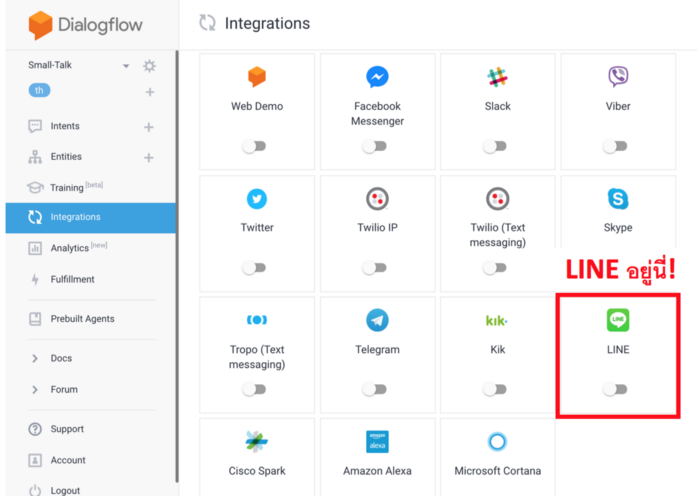 Dialogflow
Integrations
Small-Talk
th
Intents
Entities
Training [beta]
Integrations
Analytics [new]
Fulfillment
Prebuilt Agents
Docs
Forum
Support
Account
Logout
Web Demo
Facebook
Messenger
Slack
Viber
Twitter
Twilio IP
Twilio (Text
messaging)
Skype
LINE อยู่นี่!
Tropo (Text
messaging)
Telegram
kik
Kik
LINE
LINE
Cisco Spark
amazon
alexa
Amazon Alexa
Microsoft Cortana